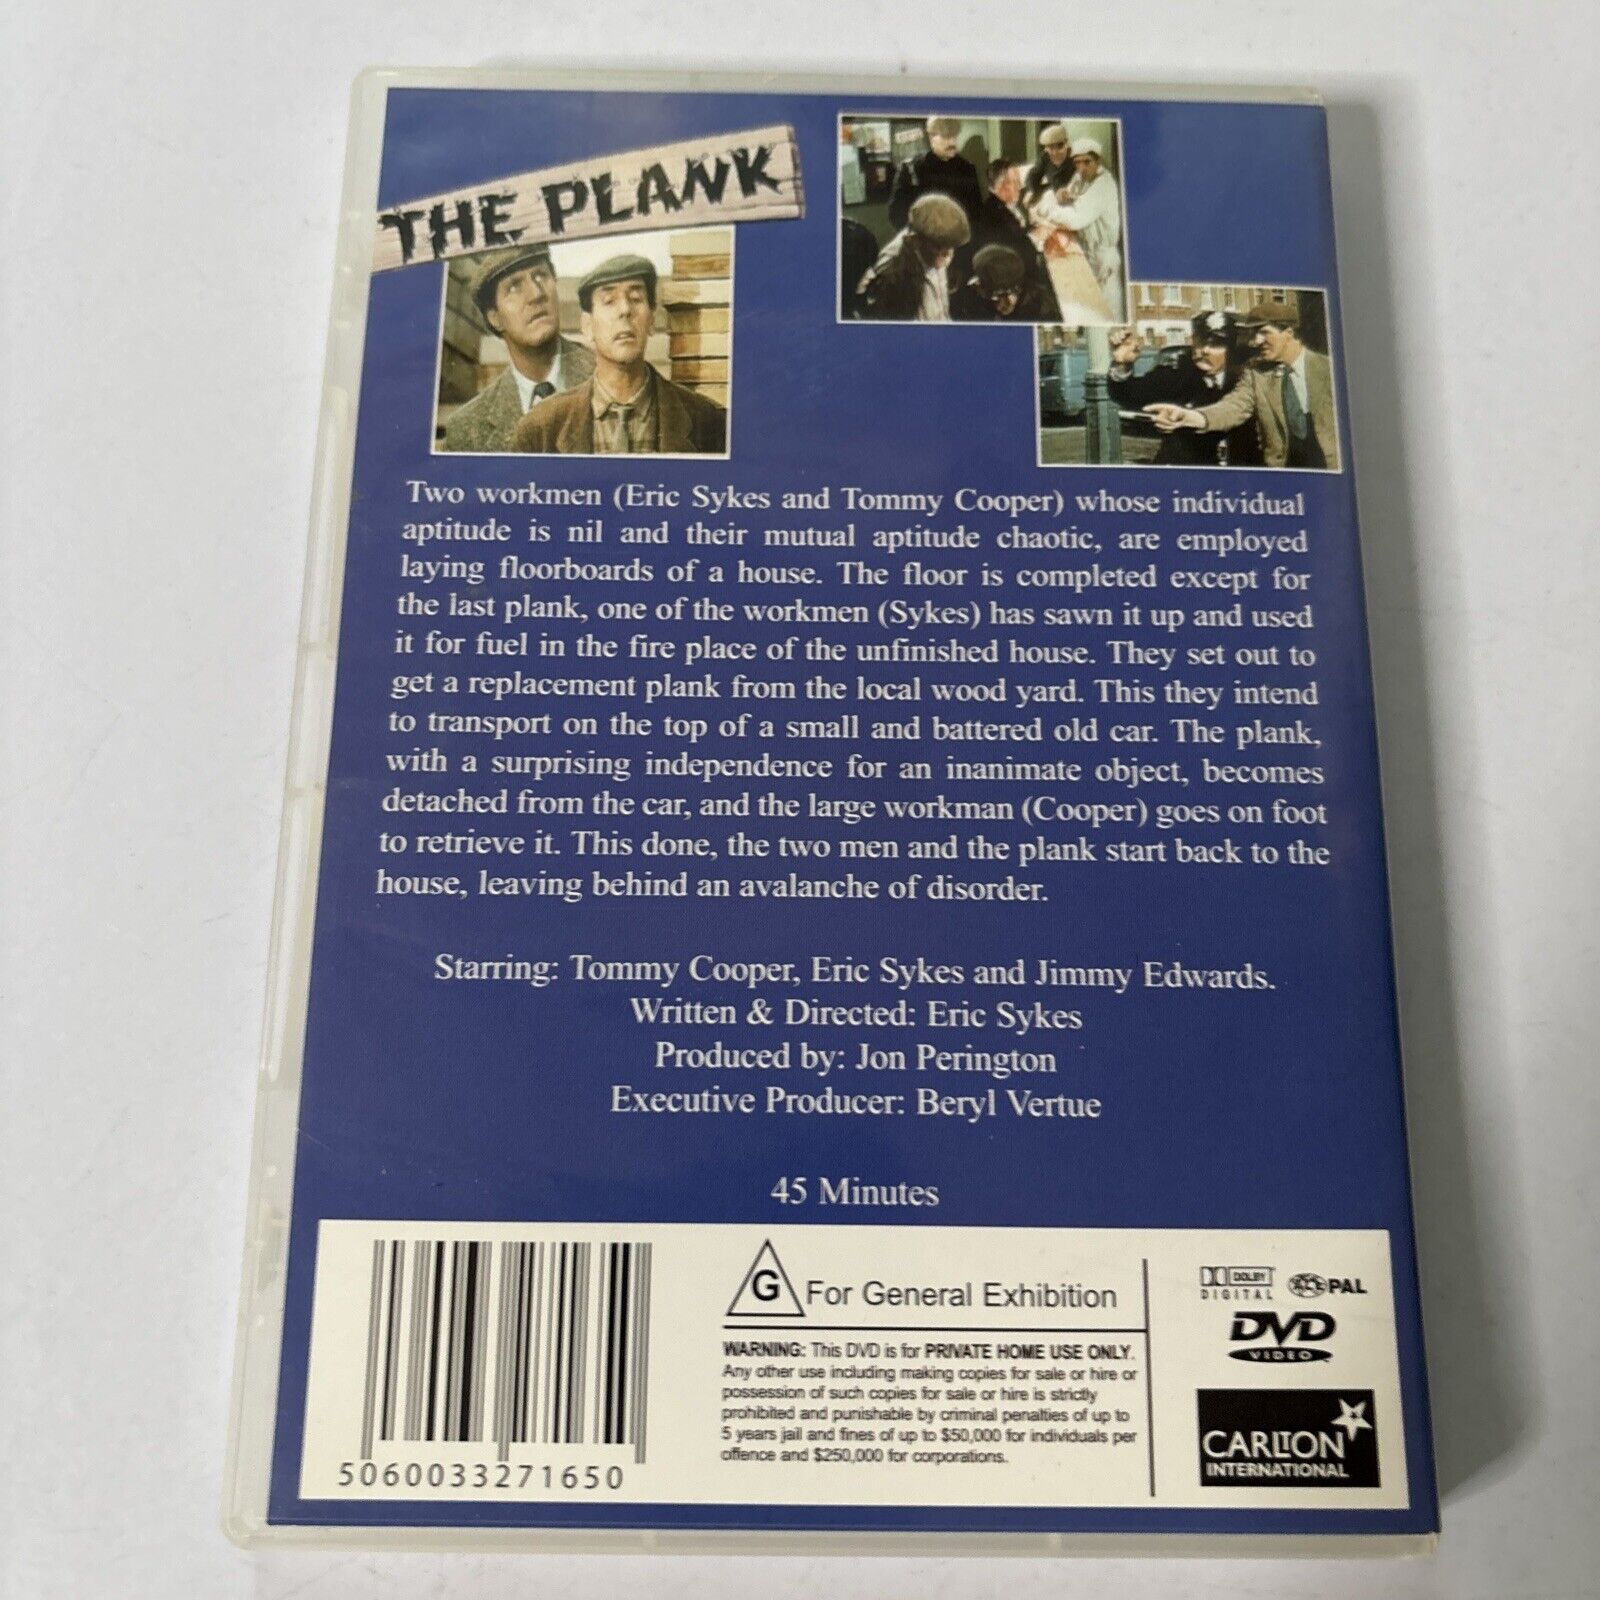 THE PLANK
Two workmen (Eric Sykes and Tommy Cooper) whose individual
aptitude is nil and their mutual aptitude chaotic, are employed
laying floorboards of a house. The floor is completed except for
the last plank, one of the workmen (Sykes) has sawn it up and used
it for fuel in the fire place of the unfinished house. They set out to
get a replacement plank from the local wood yard. This they intend
to transport on the top of a small and battered old car. The plank,
with a surprising independence for an inanimate object, becomes
detached from the car, and the large workman (Cooper) goes on foot
to retrieve it. This done, the two men and the plank start back to the
house, leaving behind an avalanche of disorder.
Starring: Tommy Cooper, Eric Sykes and Jimmy Edwards.
Written & Directed: Eric Sykes
Produced by: Jon Perington
Executive Producer: Beryl Vertue
45 Minutes
5060033271650
G For General Exhibition
WARNING: This DVD is for PRIVATE HOME USE ONLY.
Any other use including making copies for sale or hire or
possession of such copies for sale or hire is strictly
prohibited and punishable by criminal penalties of up to
5 years jail and fines of up to $50,000 for individuals per
offence and $250,000 for corporations.
DOLBY
DIGITAL
PAL
DVD
VIDEO
CARLTON
INTERNATIONAL